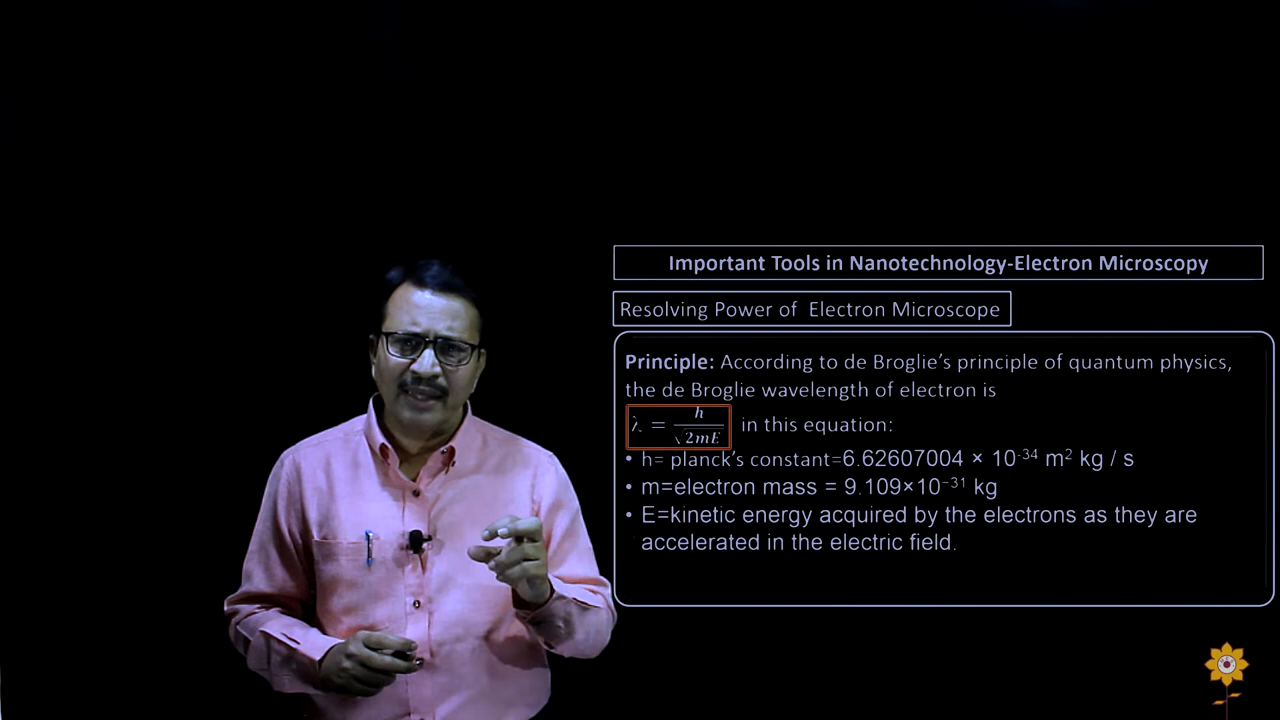 Important Tools in Nanotechnology-Electron Microscopy
Resolving Power of Electron Microscope
Principle: According to de Broglie's principle of quantum physics,
the de Broglie wavelength of electron is
λ = h / √2mE in this equation:
• h= planck's constant=6.62607004 × 10⁻³⁴ m² kg / s
• m=electron mass = 9.109×10⁻³¹ kg
• E=kinetic energy acquired by the electrons as they are
accelerated in the electric field.